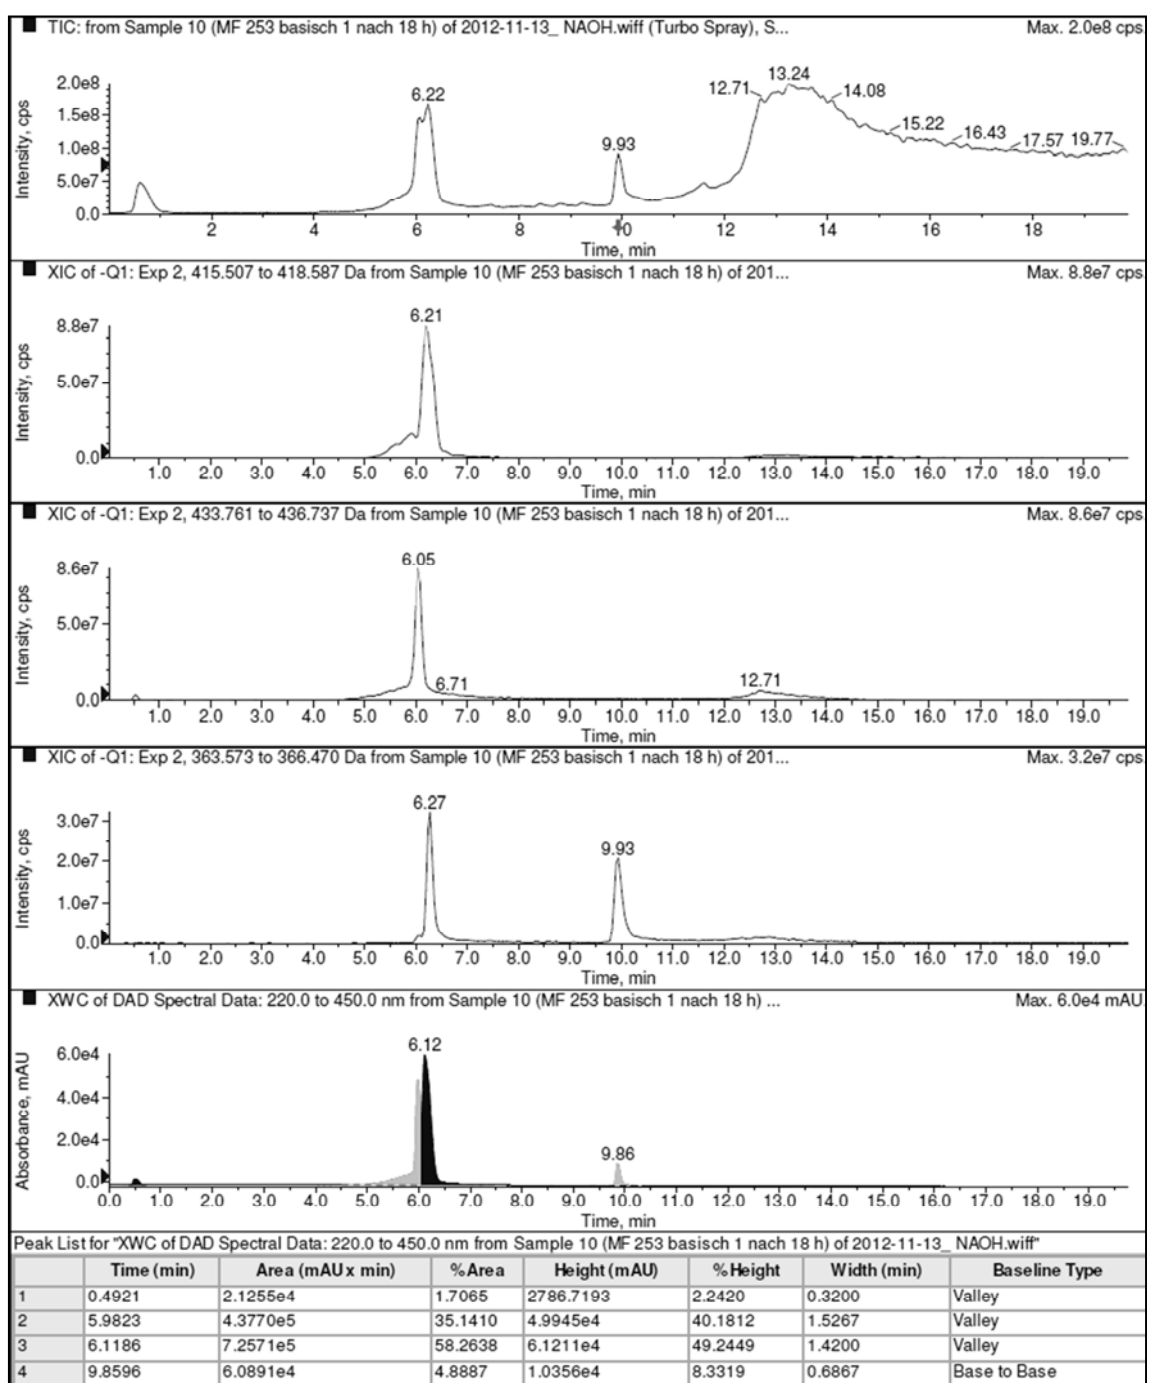 TIC: from Sample 10 (MF 253 basisch 1 nach 18 h) of 2012-11-13_ NAOH.wiff (Turbo Spray), S... Max. 2.0e8 cps.
Intensity, cps
2.0e8
1.5e8
1.0e8
5.0e7
0.0
6.22 9.93 12.71 13.24 14.08 15.22 16.43 17.57 19.77
2 4 6 8 10 12 14 16 18
Time, min
XIC of -Q1: Exp 2, 415.507 to 418.587 Da from Sample 10 (MF 253 basisch 1 nach 18 h) of 201... Max. 8.8e7 cps.
Intensity, cps
8.8e7
5.0e7
0.0
6.21
1.0 2.0 3.0 4.0 5.0 6.0 7.0 8.0 9.0 10.0 11.0 12.0 13.0 14.0 15.0 16.0 17.0 18.0 19.0
Time, min
XIC of -Q1: Exp 2, 433.761 to 436.737 Da from Sample 10 (MF 253 basisch 1 nach 18 h) of 201... Max. 8.6e7 cps.
Intensity, cps
8.6e7
5.0e7
0.0
6.05 6.71 12.71
1.0 2.0 3.0 4.0 5.0 6.0 7.0 8.0 9.0 10.0 11.0 12.0 13.0 14.0 15.0 16.0 17.0 18.0 19.0
Time, min
XIC of -Q1: Exp 2, 363.573 to 366.470 Da from Sample 10 (MF 253 basisch 1 nach 18 h) of 201... Max. 3.2e7 cps.
Intensity, cps
3.0e7
2.0e7
1.0e7
0.0
6.27 9.93
1.0 2.0 3.0 4.0 5.0 6.0 7.0 8.0 9.0 10.0 11.0 12.0 13.0 14.0 15.0 16.0 17.0 18.0 19.0
Time, min
XWC of DAD Spectral Data: 220.0 to 450.0 nm from Sample 10 (MF 253 basisch 1 nach 18 h) ... Max. 6.0e4 mAU.
Absorbance, mAU
6.0e4
4.0e4
2.0e4
0.0
6.12 9.86
0.0 1.0 2.0 3.0 4.0 5.0 6.0 7.0 8.0 9.0 10.0 11.0 12.0 13.0 14.0 15.0 16.0 17.0 18.0 19.0
Time, min
Peak List for "XWC of DAD Spectral Data: 220.0 to 450.0 nm from Sample 10 (MF 253 basisch 1 nach 18 h) of 2012-11-13_ NAOH.wiff"
Time (min) Area (mAU x min) %Area Height (mAU) %Height Width (min) Baseline Type
1 0.4921 2.1255e4 1.7065 2786.7193 2.2420 0.3200 Valley
2 5.9823 4.3770e5 35.1410 4.9945e4 40.1812 1.5267 Valley
3 6.1186 7.2571e5 58.2638 6.1211e4 49.2449 1.4200 Valley
4 9.8596 6.0891e4 4.8887 1.0356e4 8.3319 0.6867 Base to Base